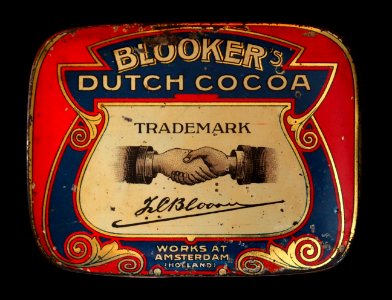 BLOOKER'S
DUTCH COCOA
TRADEMARK
WORKS AT
AMSTERDAM
(HOLLAND)